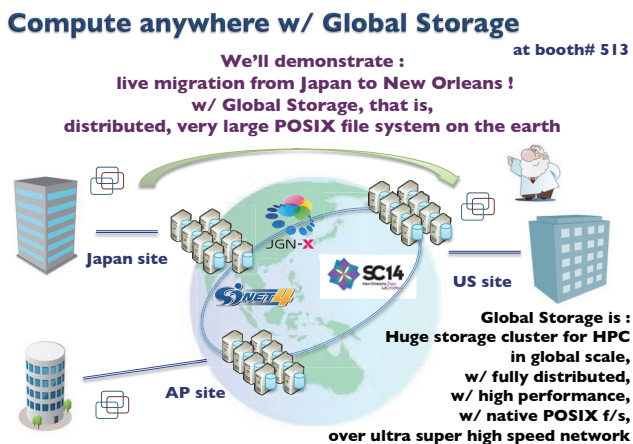 Compute anywhere w/ Global Storage
at booth# 513
We'll demonstrate :
live migration from Japan to New Orleans !
w/ Global Storage, that is,
distributed, very large POSIX file system on the earth
JGN-X
Japan site
SC14
New Orleans,
SINET4
US site
AP site
Global Storage is :
Huge storage cluster for HPC
in global scale,
w/ fully distributed,
w/ high performance,
w/ native POSIX f/s,
over ultra super high speed network